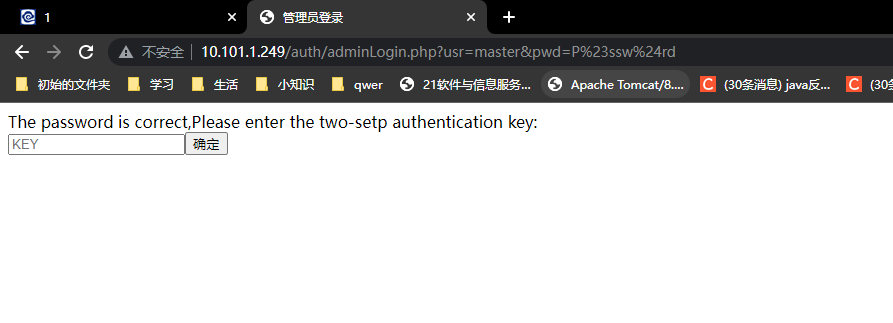 1
管理员登录
不安全 10.101.1.249/auth/adminLogin.php?usr=master&pwd=P%23ssw%24rd
初始的文件夹 学习 生活 小知识 qwer 21软件与信息服务... Apache Tomcat/8.... (30条消息) java反... (30条
The password is correct,Please enter the two-setp authentication key:
KEY 确定